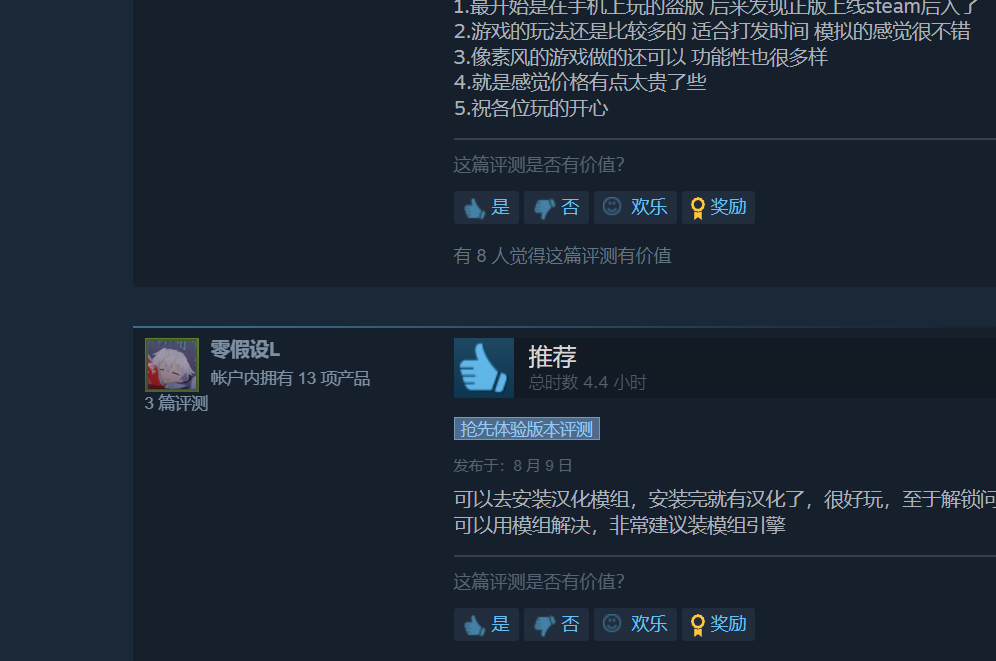 1.最开始是在手机上玩的盗版 后来发现正版上线steam后入了
2.游戏的玩法还是比较多的 适合打发时间 模拟的感觉很不错
3.像素风的游戏做的还可以 功能性也很多样
4.就是感觉价格有点太贵了些
5.祝各位玩的开心
这篇评测是否有价值?
是 否 欢乐 奖励
有 8 人觉得这篇评测有价值
零假设L
帐户内拥有 13 项产品
3 篇评测
推荐
总时数 4.4 小时
抢先体验版本评测
发布于：8 月 9 日
可以去安装汉化模组，安装完就有汉化了，很好玩，至于解锁问
可以用模组解决，非常建议装模组引擎
这篇评测是否有价值?
是 否 欢乐 奖励